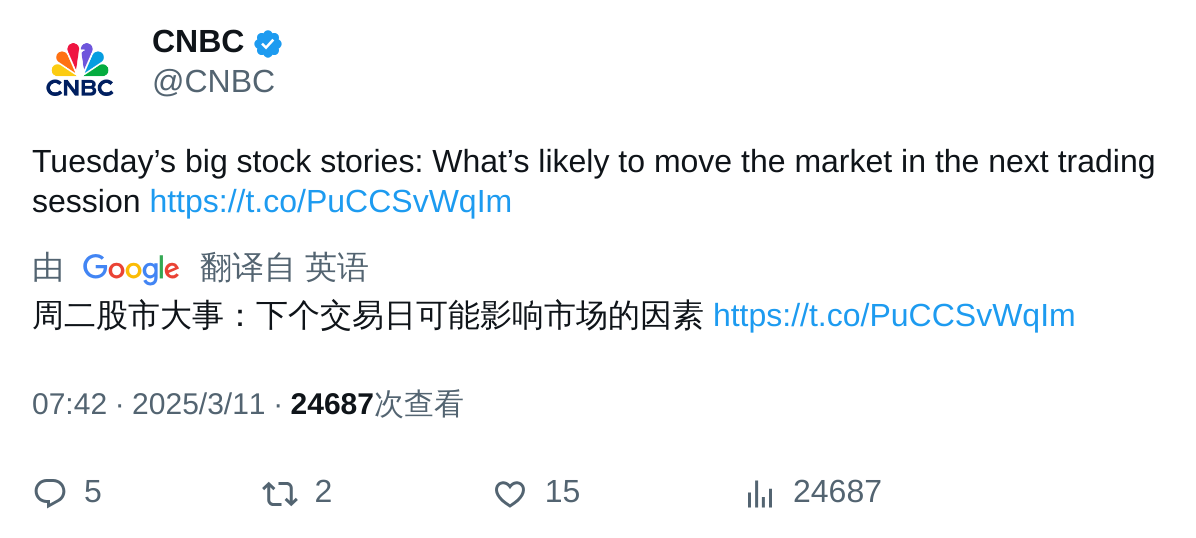 CNBC
CNBC
@CNBC
Tuesday’s big stock stories: What’s likely to move the market in the next trading
session https://t.co/PuCCSvWqIm
由 Google 翻译自 英语
周二股市大事：下个交易日可能影响市场的因素 https://t.co/PuCCSvWqIm
07:42 · 2025/3/11 · 24687次查看
5 2 15 24687